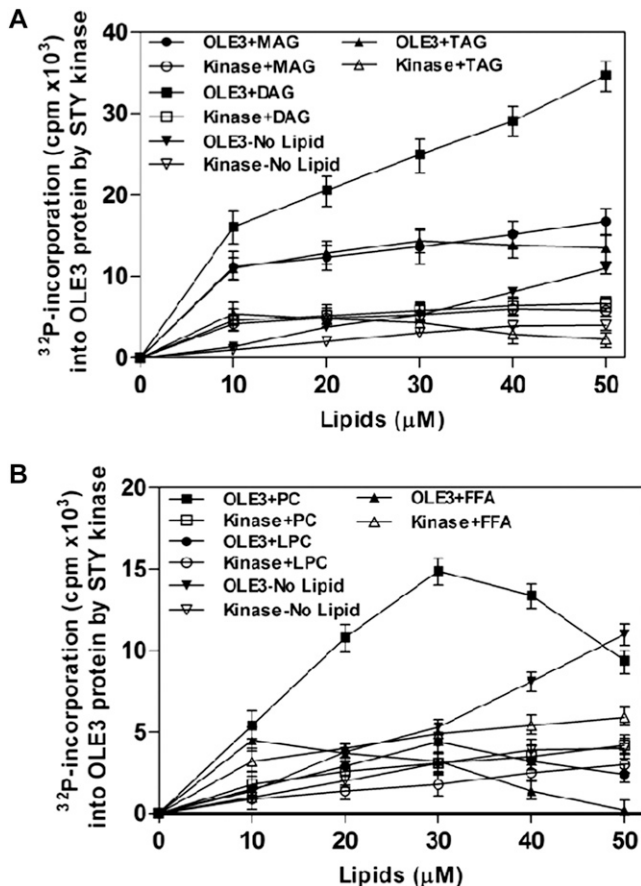 A
³²P-incorporation (cpm x10³)
into OLE3 protein by STY kinase
40
30
20
10
0
OLE3+MAG
Kinase+MAG
OLE3+DAG
Kinase+DAG
OLE3-No Lipid
Kinase-No Lipid
OLE3+TAG
Kinase+TAG
0 10 20 30 40 50
Lipids (μM)
B
³²P-incorporation (cpm x10³)
into OLE3 protein by STY kinase
20
15
10
5
0
OLE3+PC
Kinase+PC
OLE3+LPC
Kinase+LPC
OLE3-No Lipid
Kinase-No Lipid
OLE3+FFA
Kinase+FFA
0 10 20 30 40 50
Lipids (μM)